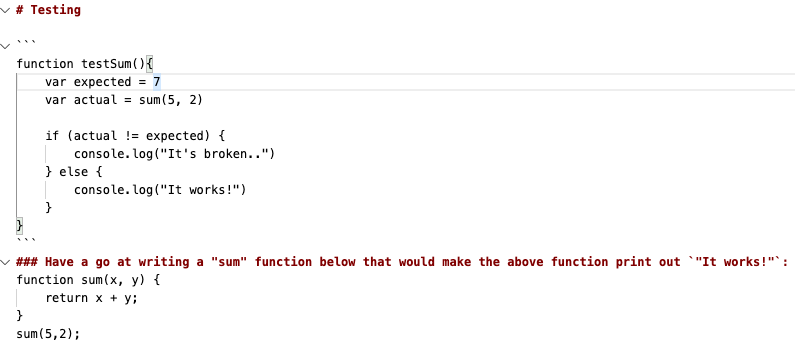 # Testing
```
function testSum(){
    var expected = 7
    var actual = sum(5, 2)
    if (actual != expected) {
        console.log("It's broken..")
    } else {
        console.log("It works!")
    }
}
```
### Have a go at writing a "sum" function below that would make the above function print out `"It works!"`:
function sum(x, y) {
    return x + y;
}
sum(5,2);